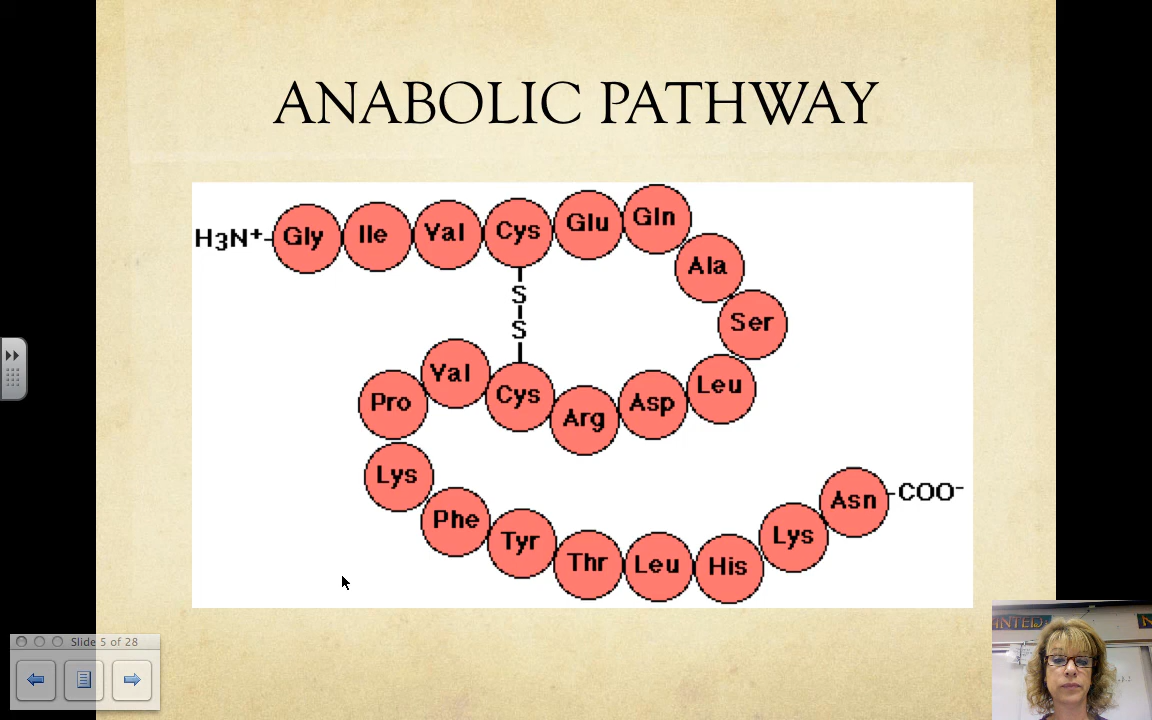 ANABOLIC PATHWAY
H3N+ Gly Ile Val Cys Glu Gln
Ala
S
Ser
S
Val Cys Leu
Pro Arg Asp
Lys
Asn COO-
Phe Tyr Lys
Thr Leu His
Slide 5 of 28
NTED